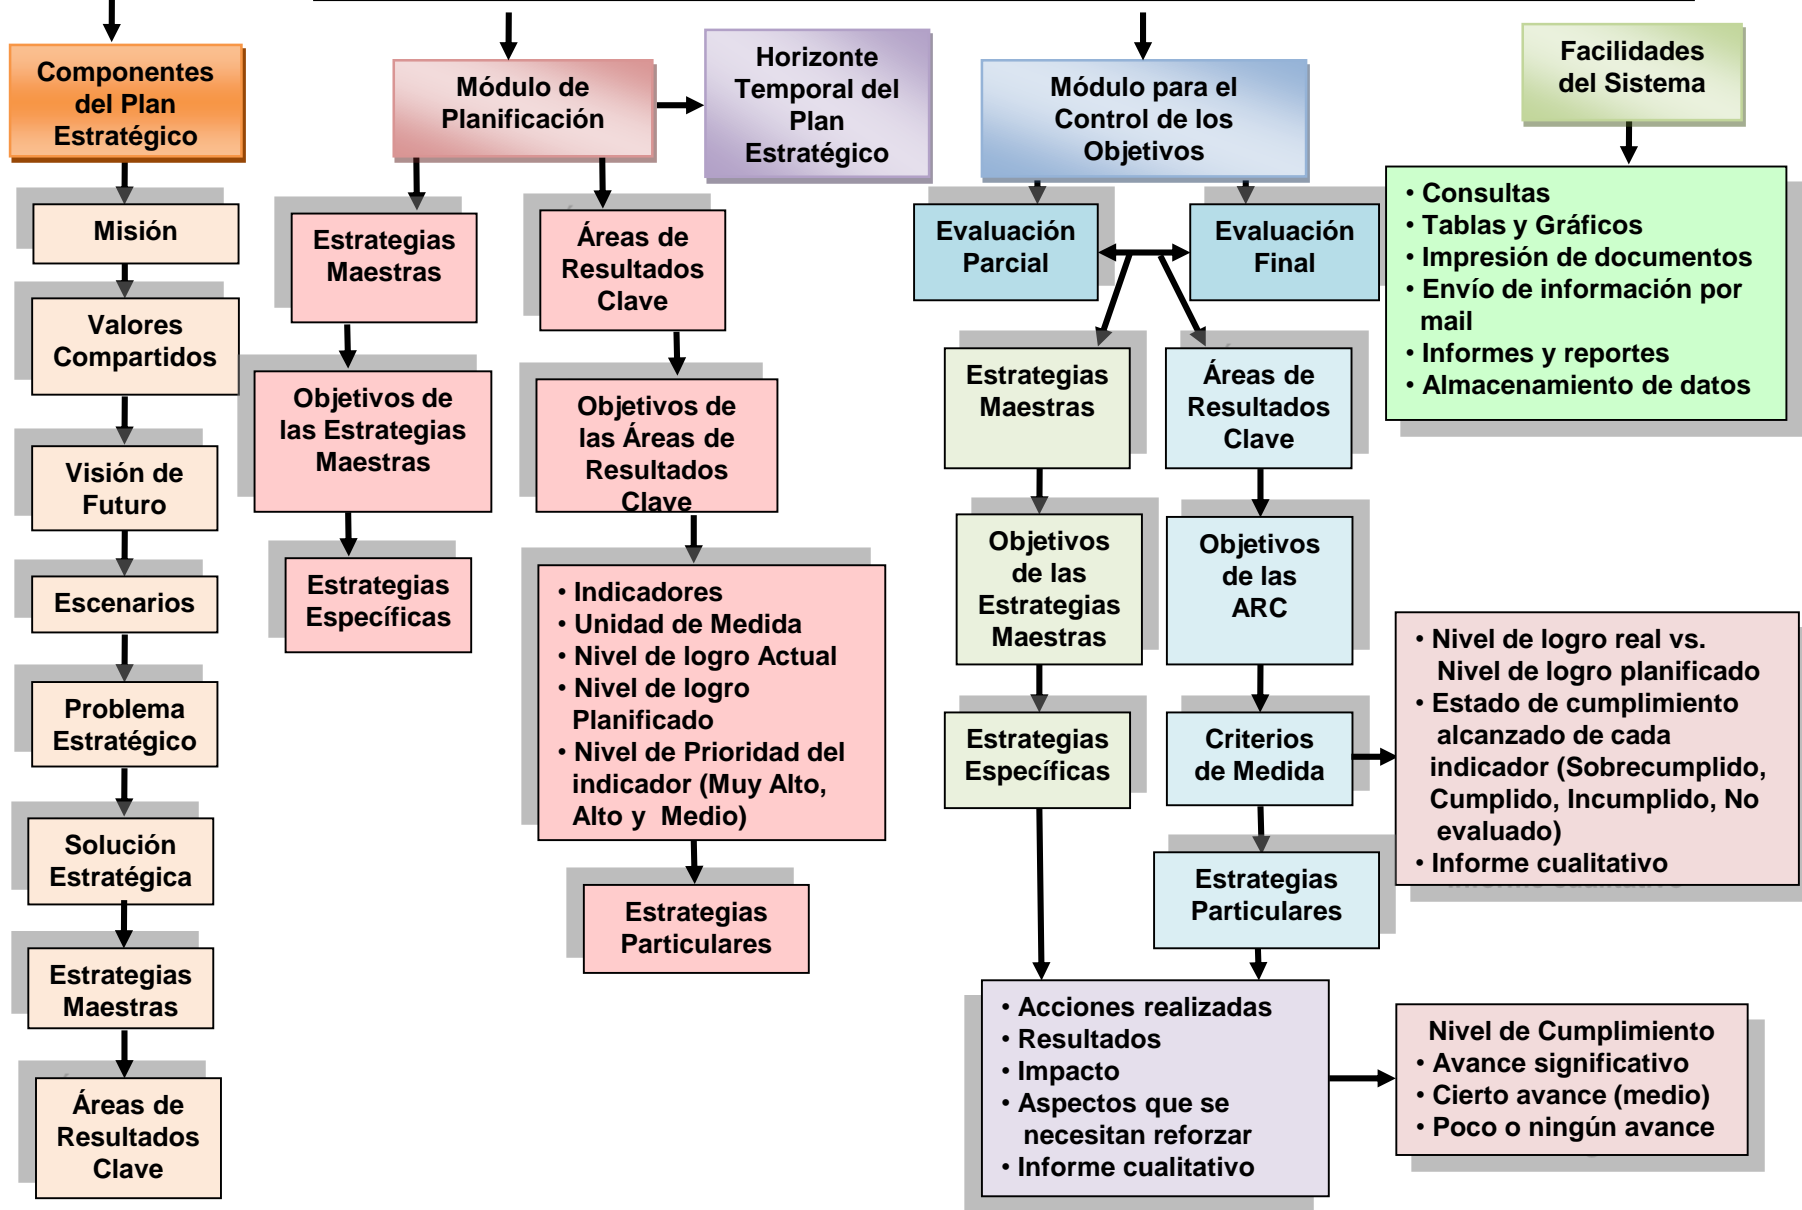 Componentes
del Plan
Estratégico
Misión
Valores
Compartidos
Visión de
Futuro
Escenarios
Problema
Estratégico
Solución
Estratégica
Estrategias
Maestras
Áreas de
Resultados
Clave
Módulo de
Planificación
Horizonte
Temporal del
Plan
Estratégico
Estrategias
Maestras
Objetivos de
las Estrategias
Maestras
Estrategias
Específicas
Áreas de
Resultados
Clave
Objetivos de
las Áreas de
Resultados
Clave
• Indicadores
• Unidad de Medida
• Nivel de logro Actual
• Nivel de logro
Planificado
• Nivel de Prioridad del
indicador (Muy Alto,
Alto y Medio)
Estrategias
Particulares
Módulo para el
Control de los
Objetivos
Evaluación
Parcial
Evaluación
Final
Estrategias
Maestras
Objetivos
de las
Estrategias
Maestras
Estrategias
Específicas
Áreas de
Resultados
Clave
Objetivos
de las
ARC
Criterios
de Medida
Estrategias
Particulares
• Nivel de logro real vs.
Nivel de logro planificado
• Estado de cumplimiento
alcanzado de cada
indicador (Sobrecumplido,
Cumplido, Incumplido, No
evaluado)
• Informe cualitativo
• Acciones realizadas
• Resultados
• Impacto
• Aspectos que se
necesitan reforzar
• Informe cualitativo
Nivel de Cumplimiento
• Avance significativo
• Cierto avance (medio)
• Poco o ningún avance
Facilidades
del Sistema
• Consultas
• Tablas y Gráficos
• Impresión de documentos
• Envío de información por
mail
• Informes y reportes
• Almacenamiento de datos